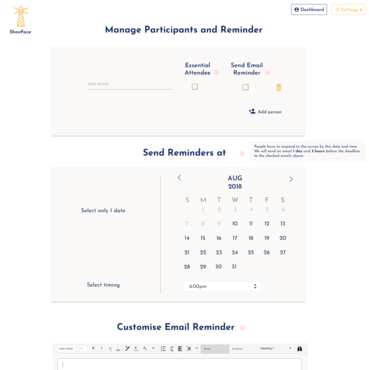 Dashboard
Settings
ShowFace
Manage Participants and Reminder
Essential
Attendee
Send Email
Reminder
Add person
Send Reminders at
People have to respond to the survey by this date and time.
We will send an email 1 day and 3 hours before the deadline
to the checked emails above.
AUG
2018
S M T W T F S
1 2 3 4 5 6
7 8 9 10 11 12 13
14 15 16 17 18 19 20
21 22 23 24 25 26 27
28 29 30 31
Select only 1 date
Select timing
6:00pm
Customise Email Reminder
Heading 1